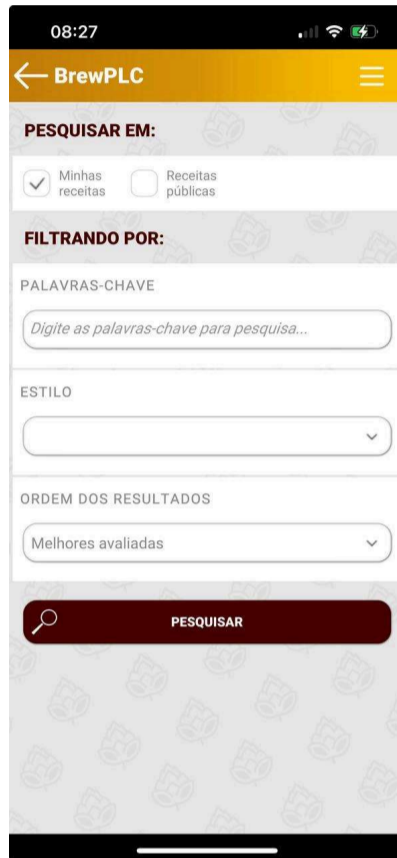 08:27
BrewPLC
PESQUISAR EM:
Minhas
receitas
Receitas
públicas
FILTRANDO POR:
PALAVRAS-CHAVE
Digite as palavras-chave para pesquisa...
ESTILO
ORDEM DOS RESULTADOS
Melhores avaliadas
PESQUISAR